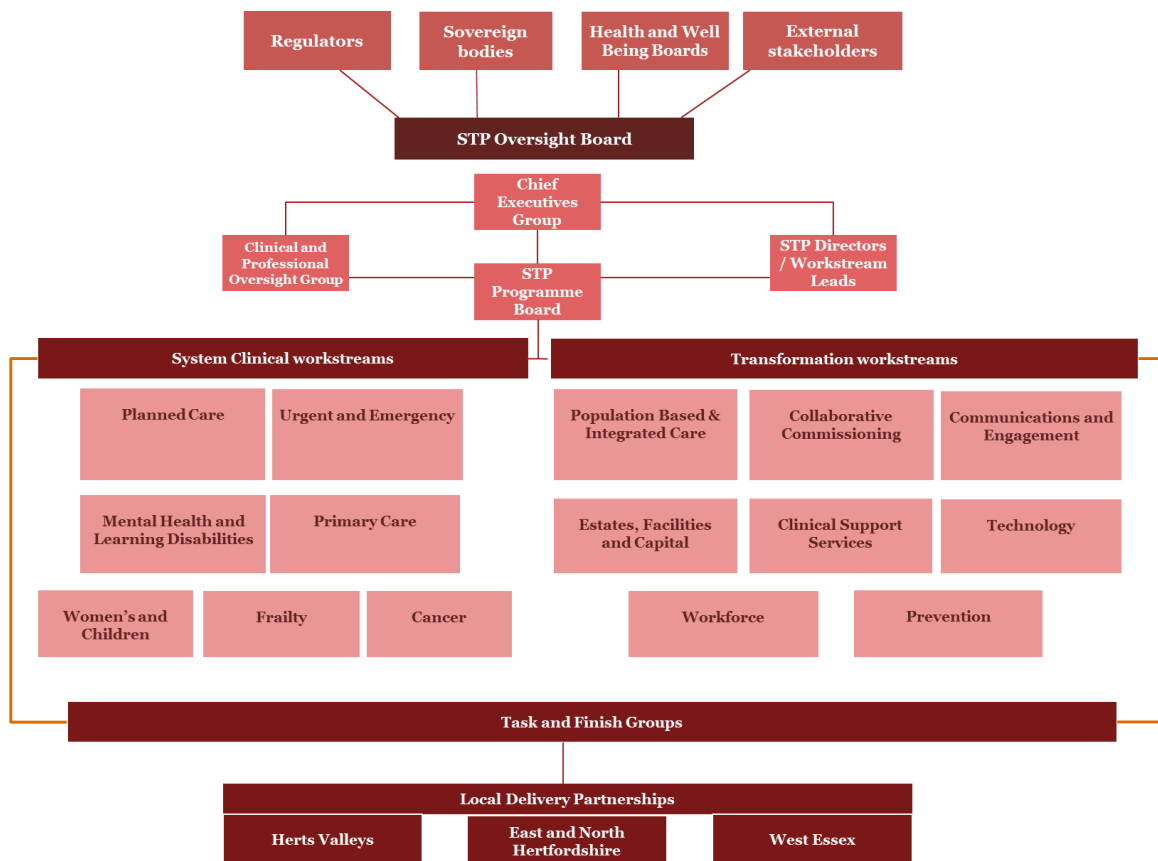 Regulators
Sovereign
bodies
Health and Well
Being Boards
External
stakeholders
STP Oversight Board
Chief
Executives
Group
Clinical and
Professional
Oversight Group
STP Programme
Board
STP Directors
/ Workstream
Leads
System Clinical workstreams
Transformation workstreams
Planned Care
Urgent and Emergency
Population Based &
Integrated Care
Collaborative
Commissioning
Communications and
Engagement
Mental Health and
Learning Disabilities
Primary Care
Estates, Facilities
and Capital
Clinical Support
Services
Technology
Women’s and
Children
Frailty
Cancer
Workforce
Prevention
Task and Finish Groups
Local Delivery Partnerships
Herts Valleys
East and North
Hertfordshire
West Essex